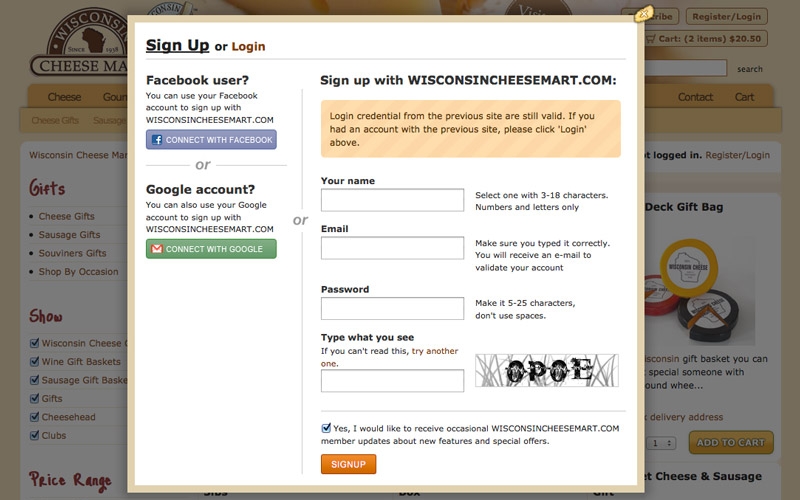 WISCONSIN
Since 1938
CHEESE MA
Register/Login
Cart: (2 items) $20.50
search
Cheese
Contact
Cart
Cheese Gifts
Sausage
Sign Up or Login
Facebook user?
You can use your Facebook
account to sign up with
WISCONSINCHEESEMART.COM
CONNECT WITH FACEBOOK
or
Google account?
You can also use your Google
account to sign up with
WISCONSINCHEESEMART.COM
CONNECT WITH GOOGLE
or
Sign up with WISCONSINCHEESEMART.COM:
Login credential from the previous site are still valid. If you
had an account with the previous site, please click 'Login'
above.
Your name
Select one with 3-18 characters.
Numbers and letters only
Email
Make sure you typed it correctly.
You will receive an e-mail to
validate your account
Password
Make it 5-25 characters,
don't use spaces.
Type what you see
If you can't read this, try another
one.
OPOE
Yes, I would like to receive occasional WISCONSINCHEESEMART.COM
member updates about new features and special offers.
SIGNUP
Wisconsin Cheese Mar
Gifts
Cheese Gifts
Sausage Gifts
Souviners Gifts
Shop By Occasion
Show
Wisconsin Cheese
Wine Gift Baskets
Sausage Gift Baske
Gifts
Cheesehead
Clubs
Price Range
logged in. Register/Login
Deck Gift Bag
WISCONSIN CHEESE
gift basket you can
special someone with
whee...
delivery address
1
ADD TO CART
Cheese & Sausage
Box
Gift